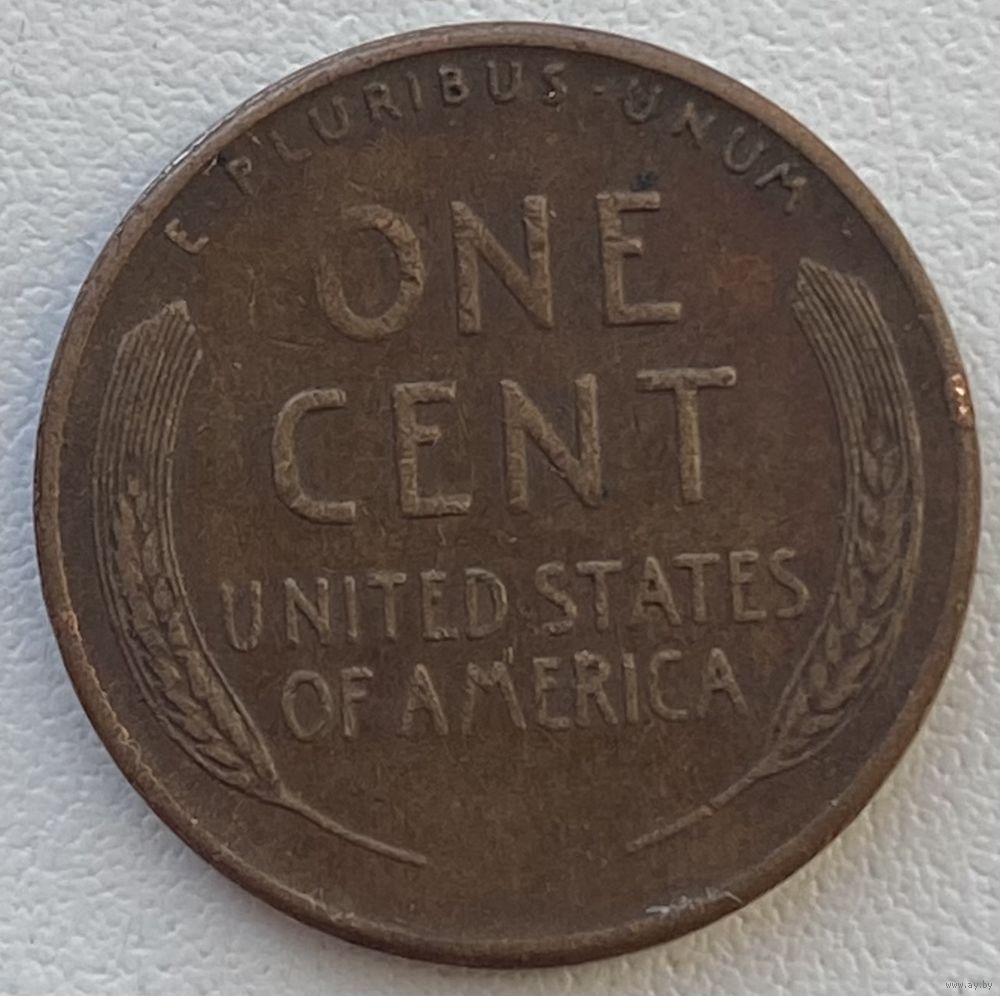 E·PLURIBUS·UNUM
ONE
CENT
UNITED STATES
OF AMERICA
www.ay.by